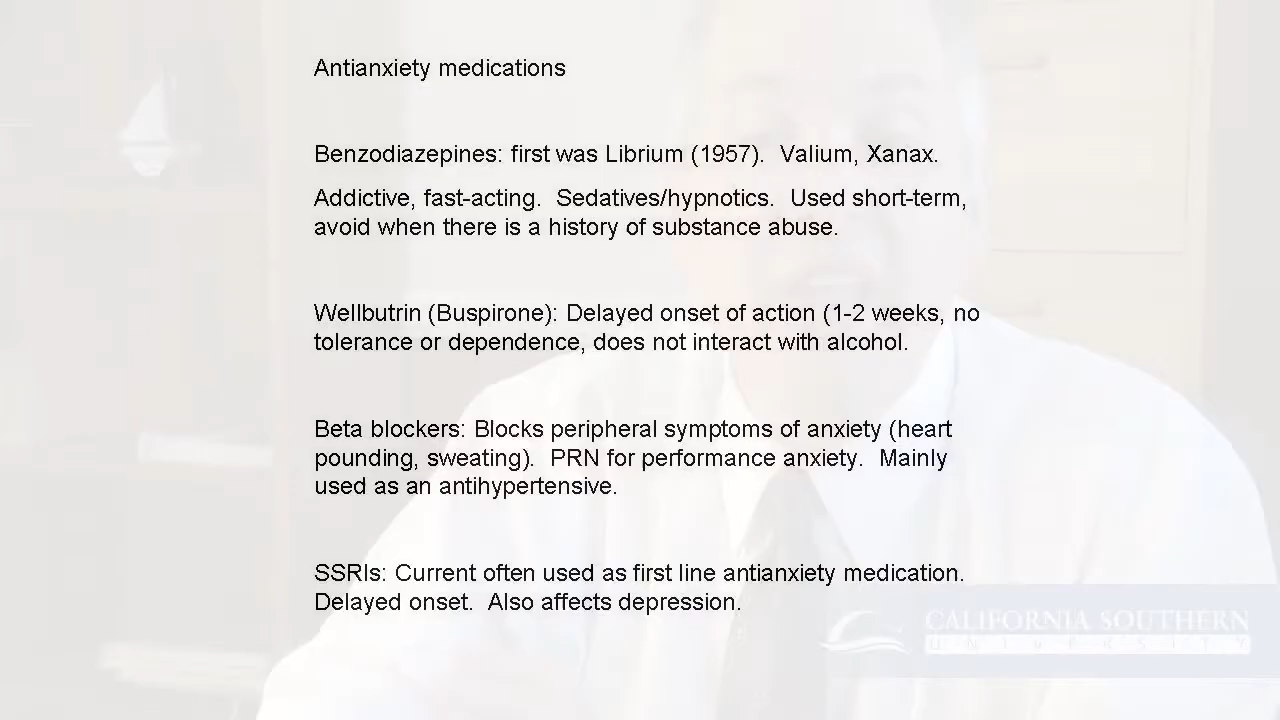 Antianxiety medications
Benzodiazepines: first was Librium (1957).  Valium, Xanax.
Addictive, fast-acting.  Sedatives/hypnotics.  Used short-term,
avoid when there is a history of substance abuse.
Wellbutrin (Buspirone): Delayed onset of action (1-2 weeks, no
tolerance or dependence, does not interact with alcohol.
Beta blockers: Blocks peripheral symptoms of anxiety (heart
pounding, sweating).  PRN for performance anxiety.  Mainly
used as an antihypertensive.
SSRIs: Current often used as first line antianxiety medication.
Delayed onset.  Also affects depression.
CALIFORNIA SOUTHERN
UNIVERSITY